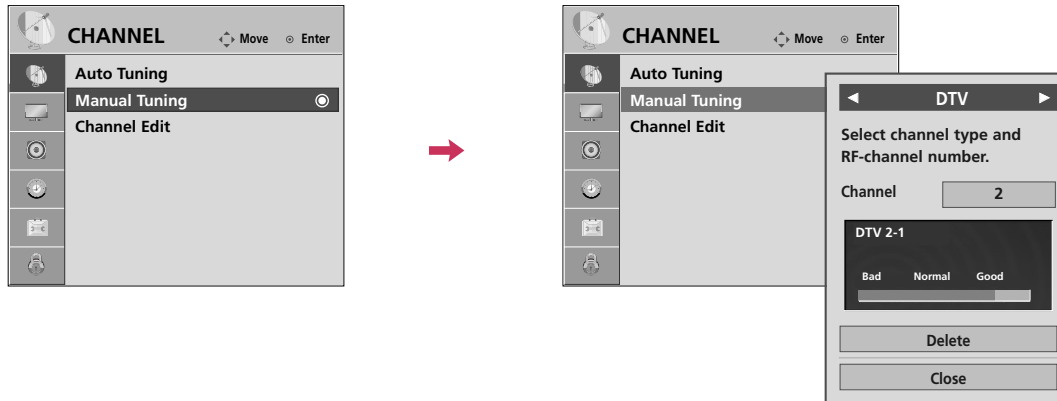 CHANNEL
Move
Enter
Auto Tuning
Manual Tuning
Channel Edit
CHANNEL
Move
Enter
Auto Tuning
Manual Tuning
Channel Edit
DTV
Select channel type and
RF-channel number.
Channel 2
DTV 2-1
Bad Normal Good
Delete
Close